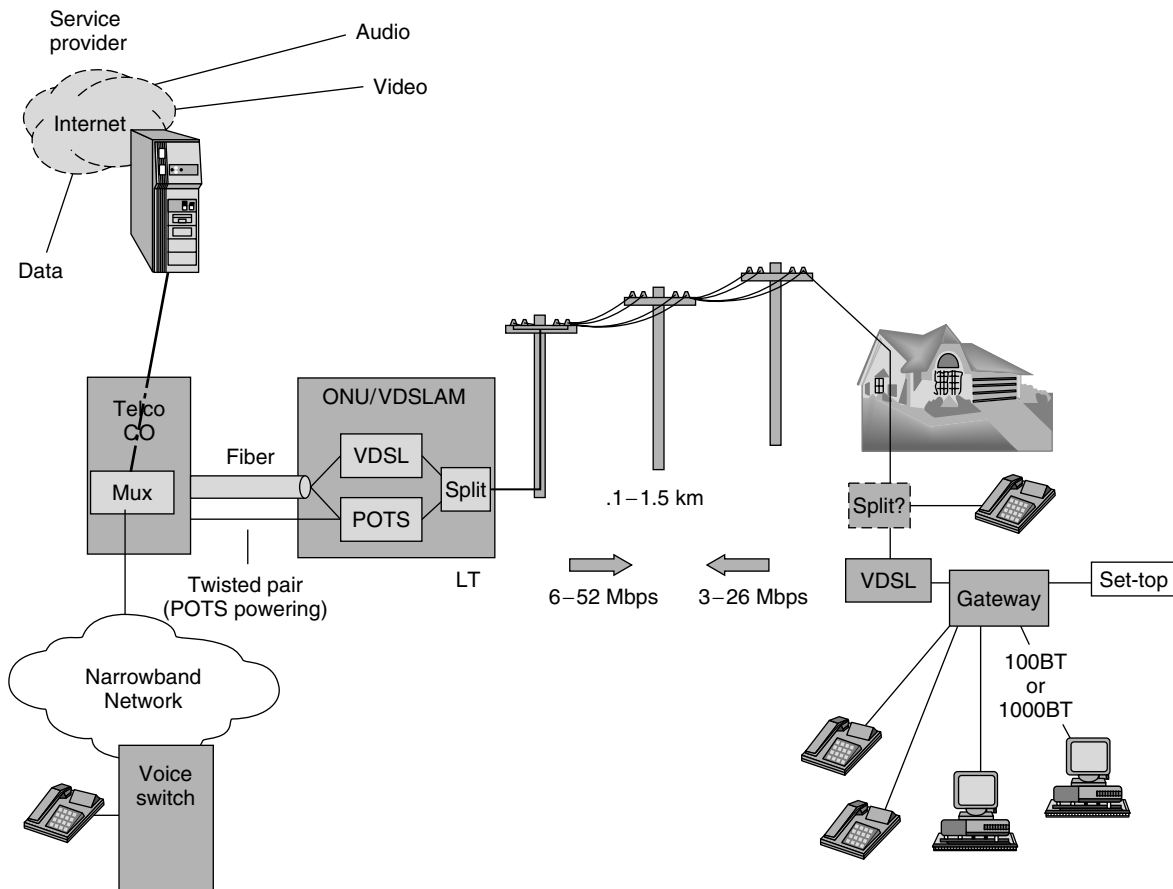 Service
provider
Audio
Video
Internet
Data
Telco
CO
Mux
Fiber
ONU/VDSLAM
VDSL
POTS
Split
LT
Twisted pair
(POTS powering)
.1–1.5 km
6–52 Mbps
3–26 Mbps
Split?
VDSL
Gateway
Set-top
100BT
or
1000BT
Narrowband
Network
Voice
switch